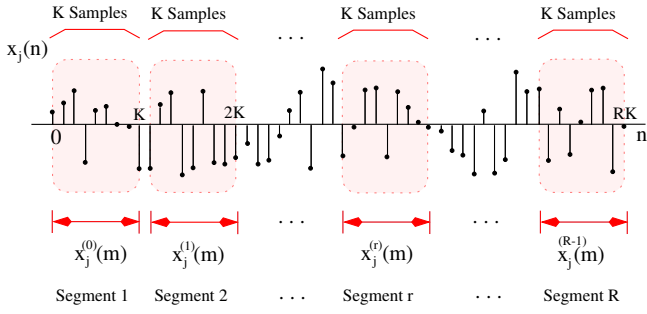 K Samples K Samples . . . K Samples . . . K Samples
x_j(n)
K 2K RK
0 n
x_j^(0)(m) x_j^(1)(m) . . . x_j^(r)(m) . . . x_j^(R-1)(m)
Segment 1 Segment 2 . . . Segment r . . . Segment R